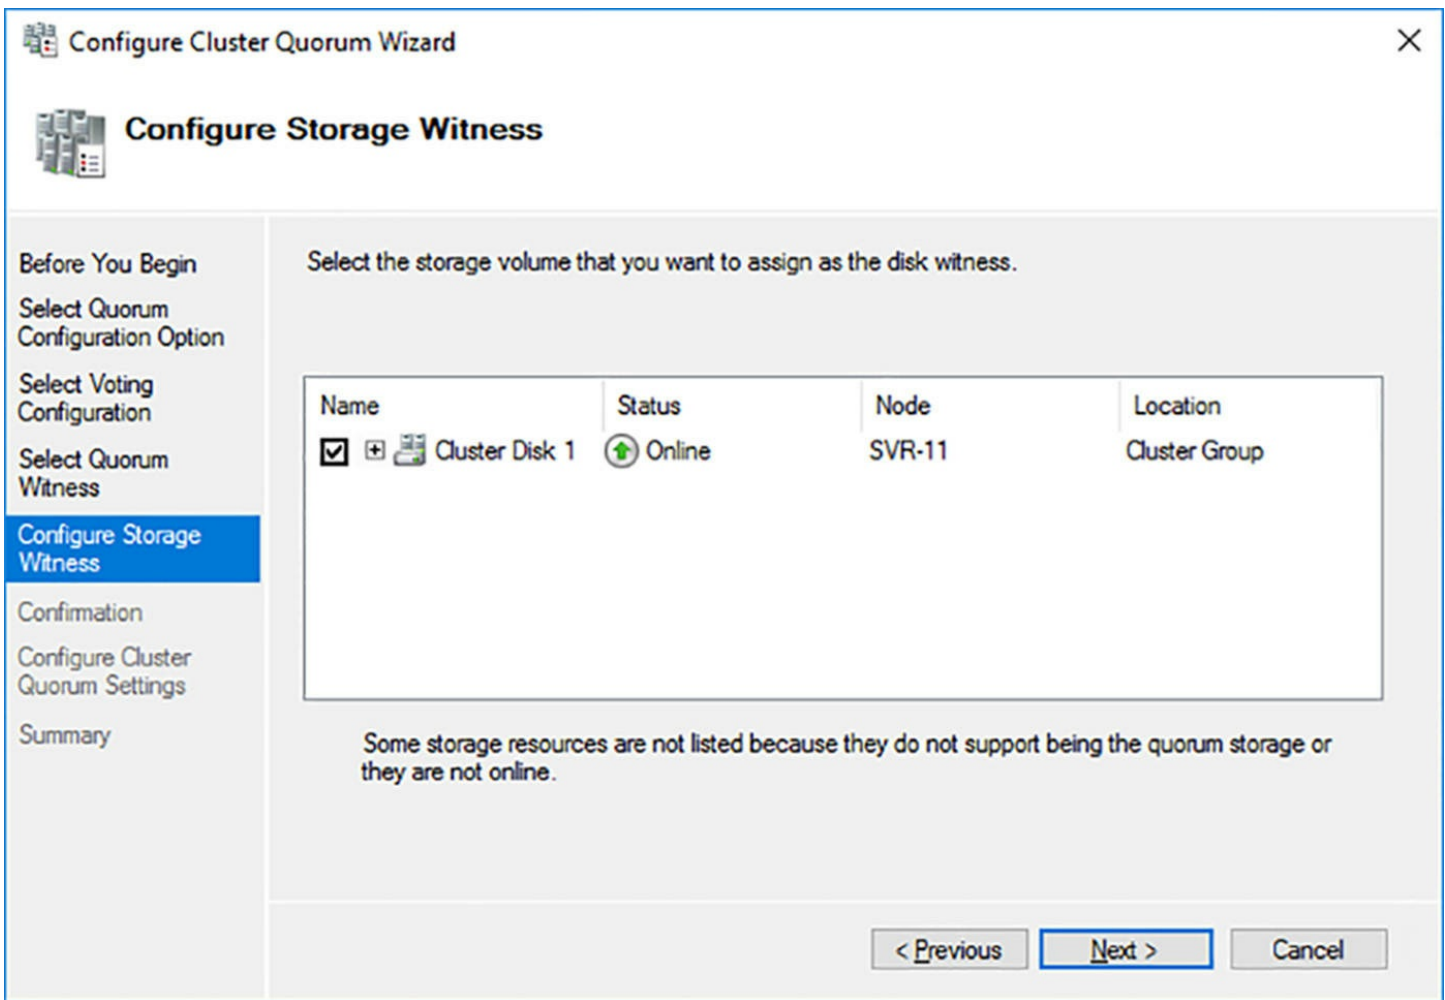 Configure Cluster Quorum Wizard
Configure Storage Witness
Before You Begin
Select Quorum
Configuration Option
Select Voting
Configuration
Select Quorum
Witness
Configure Storage
Witness
Confirmation
Configure Cluster
Quorum Settings
Summary
Select the storage volume that you want to assign as the disk witness.
Name Status Node Location
Cluster Disk 1 Online SVR-11 Cluster Group
Some storage resources are not listed because they do not support being the quorum storage or
they are not online.
< Previous Next > Cancel